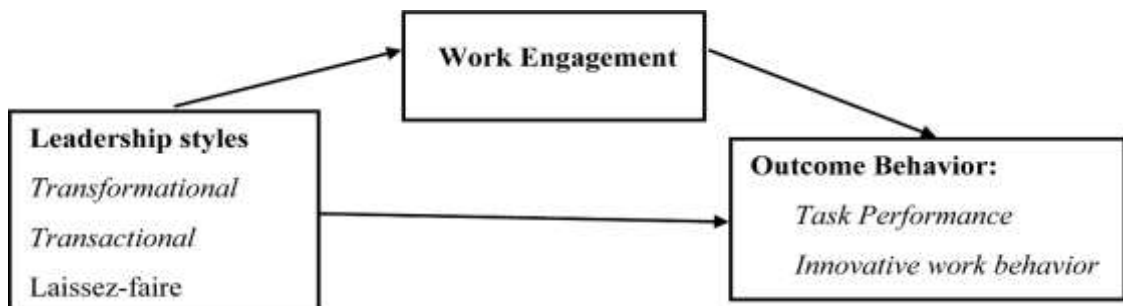 Work Engagement
Leadership styles
Transformational
Transactional
Laissez-faire
Outcome Behavior:
Task Performance
Innovative work behavior